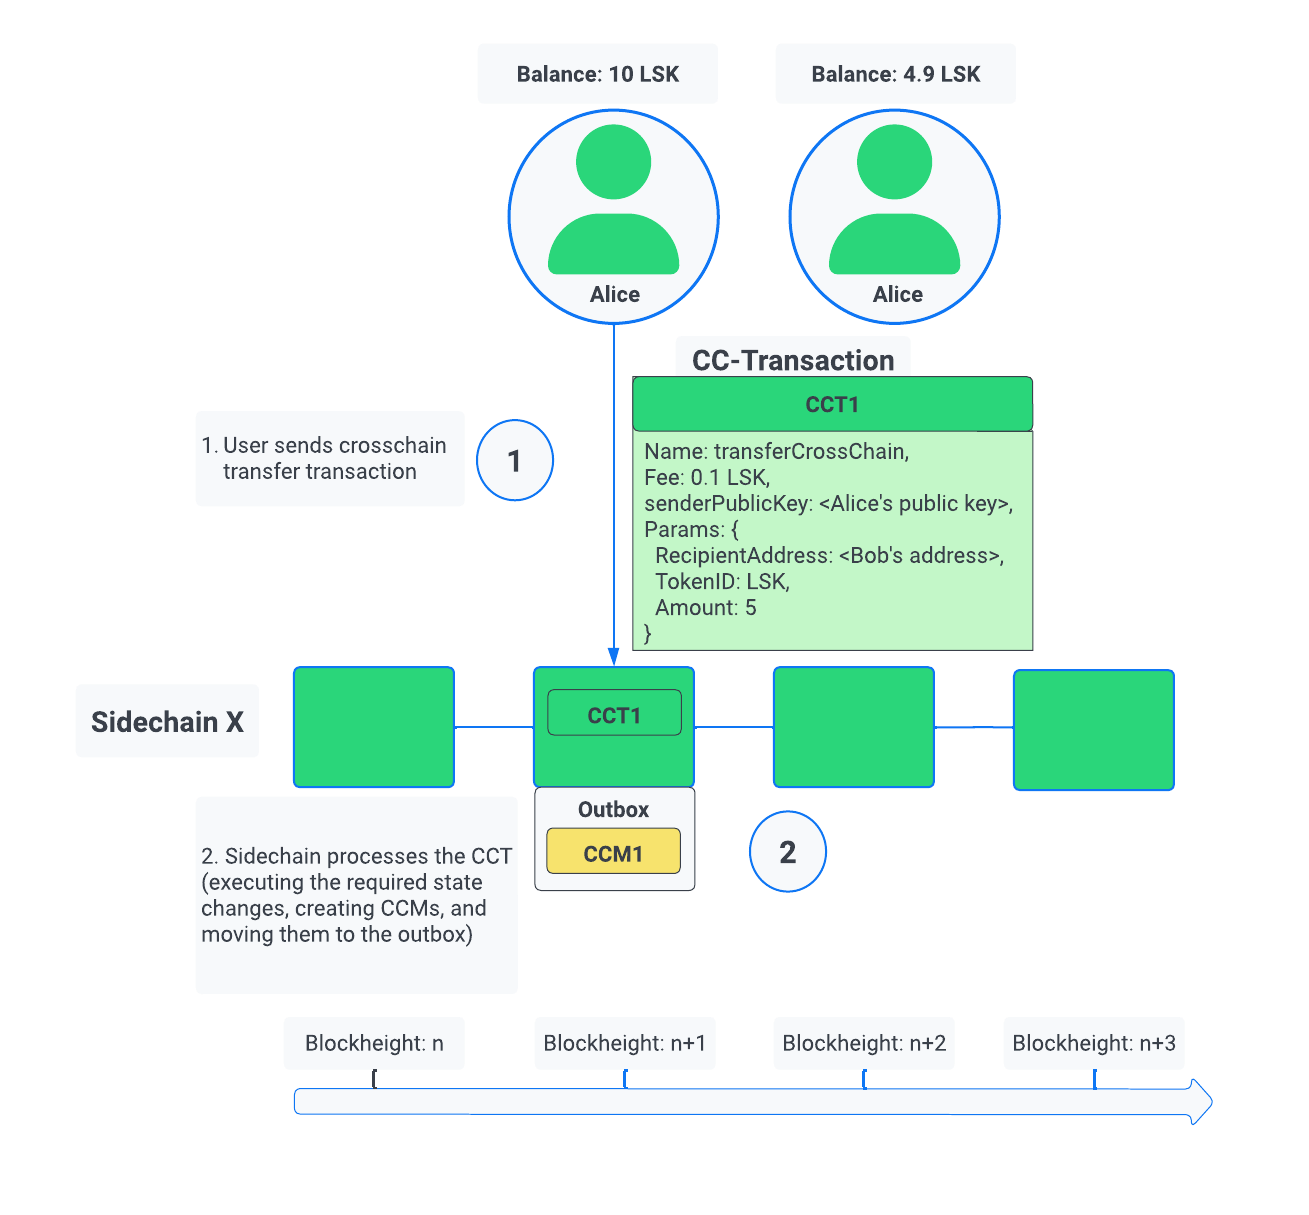 Balance: 10 LSK
Balance: 4.9 LSK
Alice
Alice
CC-Transaction
CCT1
Name: transferCrossChain,
Fee: 0.1 LSK,
senderPublicKey: <Alice's public key>,
Params: {
RecipientAddress: <Bob's address>,
TokenID: LSK,
Amount: 5
}
1. User sends crosschain
transfer transaction
1
Sidechain X
CCT1
Outbox
CCM1
2
2. Sidechain processes the CCT
(executing the required state
changes, creating CCMs, and
moving them to the outbox)
Blockheight: n
Blockheight: n+1
Blockheight: n+2
Blockheight: n+3